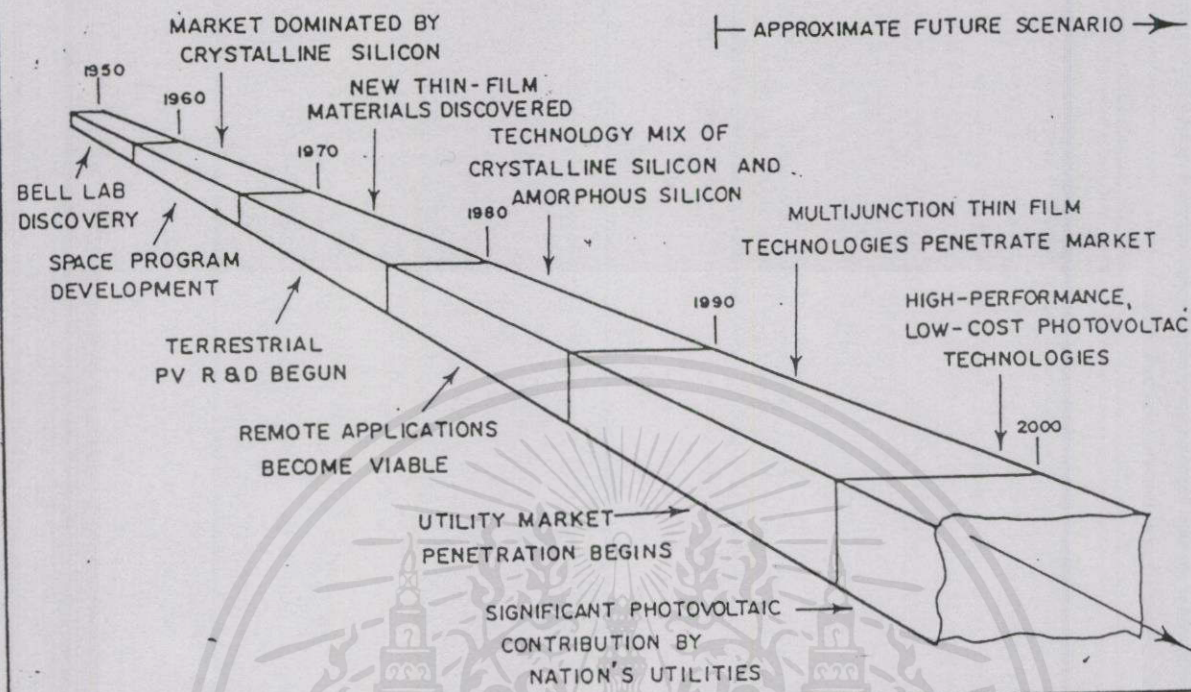 MARKET DOMINATED BY
CRYSTALLINE SILICON
├─ APPROXIMATE FUTURE SCENARIO →
1950
1960
NEW THIN-FILM
MATERIALS DISCOVERED
1970
TECHNOLOGY MIX OF
CRYSTALLINE SILICON AND
AMORPHOUS SILICON
1980
BELL LAB
DISCOVERY
MULTIJUNCTION THIN FILM
TECHNOLOGIES PENETRATE MARKET
SPACE PROGRAM
DEVELOPMENT
1990
HIGH-PERFORMANCE,
LOW-COST PHOTOVOLTAC
TECHNOLOGIES
TERRESTRIAL
PV R & D BEGUN
2000
REMOTE APPLICATIONS
BECOME VIABLE
UTILITY MARKET
PENETRATION BEGINS
SIGNIFICANT PHOTOVOLTAIC
CONTRIBUTION BY
NATION'S UTILITIES